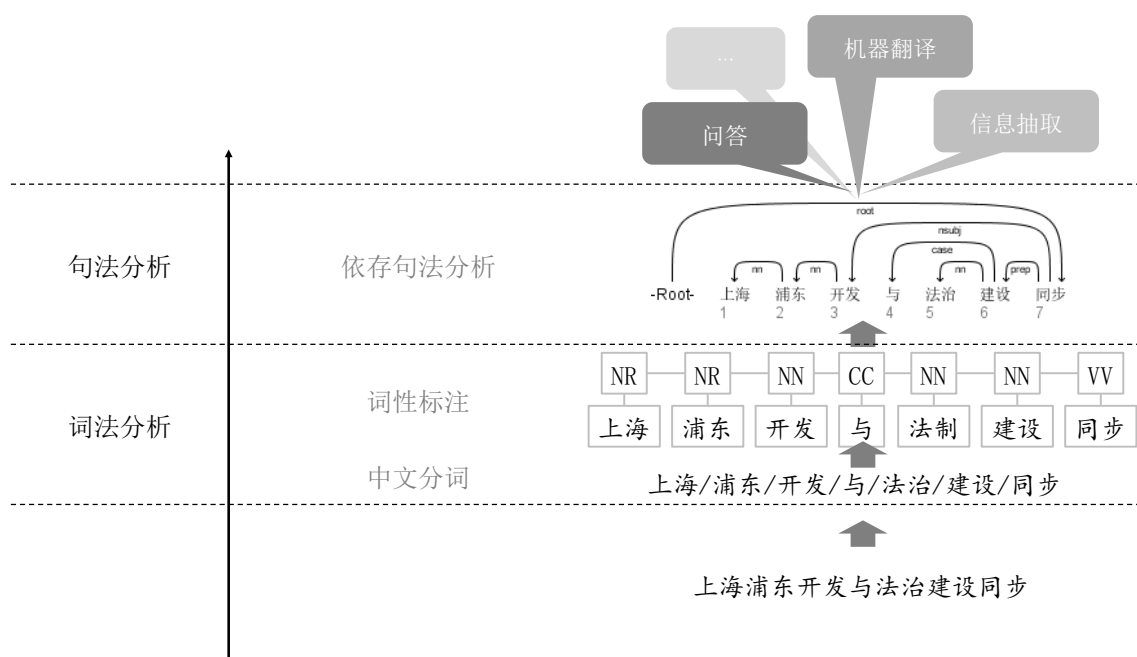 ...
机器翻译
问答
信息抽取
句法分析
依存句法分析
root
nsubj
case
nn nn nn prep
-Root- 上海 浦东 开发 与 法治 建设 同步
1 2 3 4 5 6 7
词法分析
词性标注
NR NR NN CC NN NN VV
上海 浦东 开发 与 法制 建设 同步
中文分词
上海/浦东/开发/与/法治/建设/同步
上海浦东开发与法治建设同步